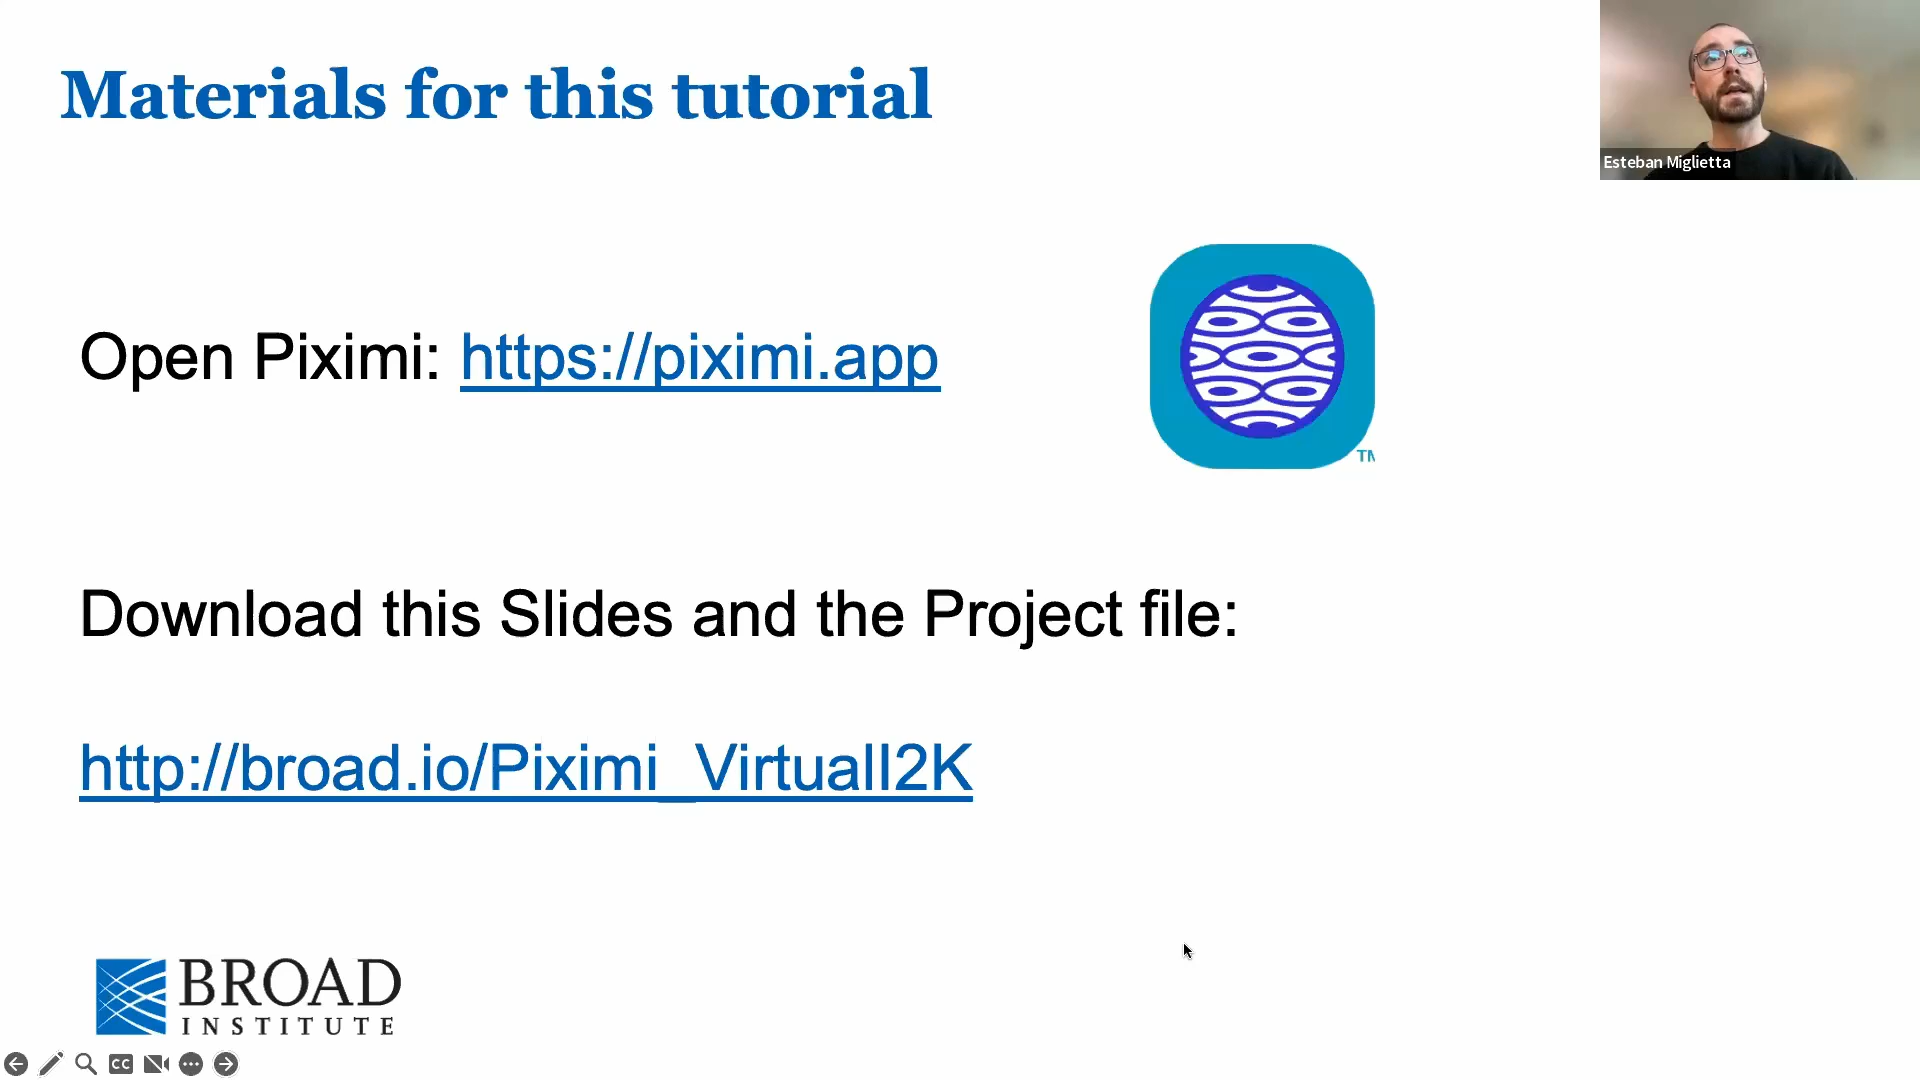 Materials for this tutorial
Esteban Miglietta
Open Piximi: https://piximi.app
TM
Download this Slides and the Project file:
http://broad.io/Piximi_VirtualI2K
BROAD
INSTITUTE
CC